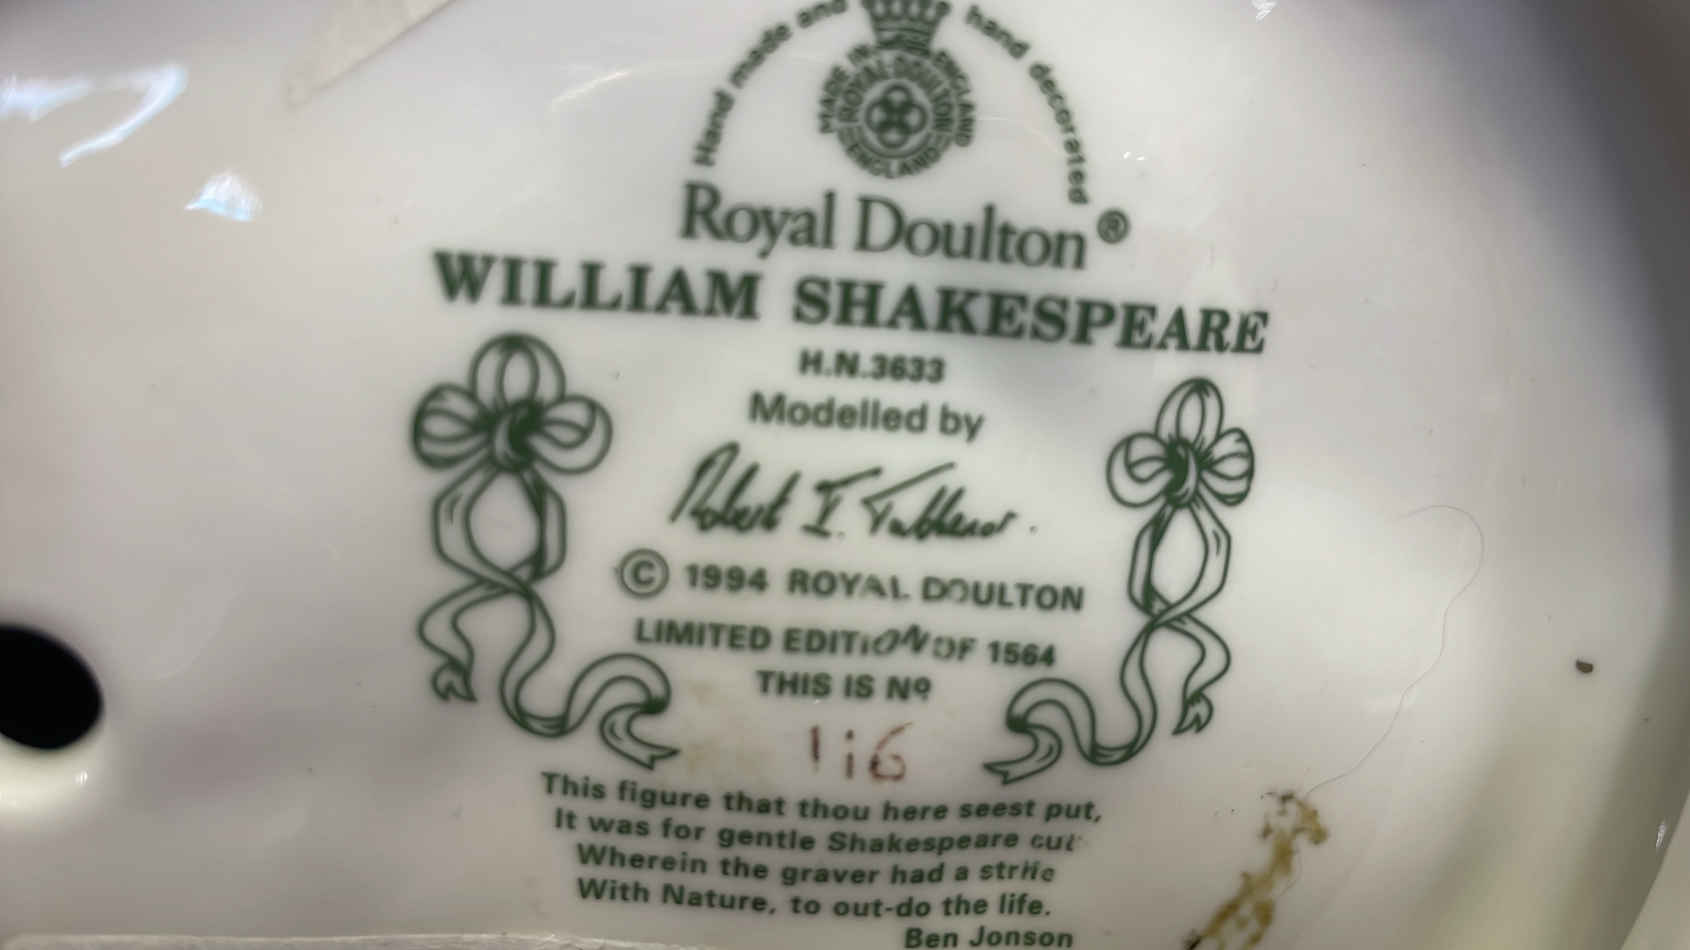 Hand made and hand decorated
MADE IN ENGLAND
ROYAL DOULTON
ENGLAND
Royal Doulton®
WILLIAM SHAKESPEARE
H.N.3633
Modelled by
Robert I. Tabbenor.
© 1994 ROYAL DOULTON
LIMITED EDITION OF 1564
THIS IS Nº
116
This figure that thou here seest put,
It was for gentle Shakespeare cut
Wherein the graver had a strife
With Nature, to out-do the life.
Ben Jonson